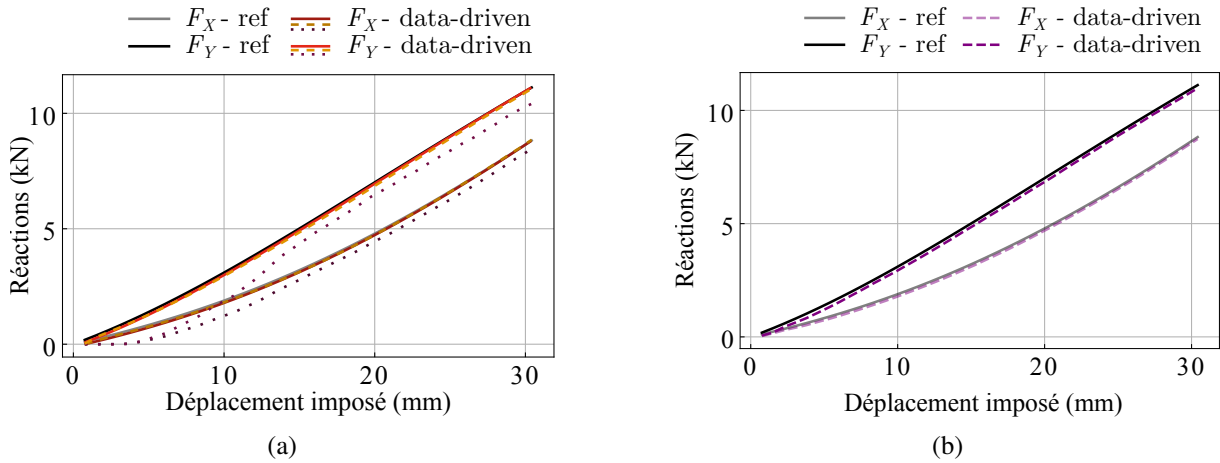 F_X - ref F_X - data-driven
F_Y - ref F_Y - data-driven
10
5
0
Réactions (kN)
0 10 20 30
Déplacement imposé (mm)
(a)
F_X - ref F_X - data-driven
F_Y - ref F_Y - data-driven
10
5
0
Réactions (kN)
0 10 20 30
Déplacement imposé (mm)
(b)